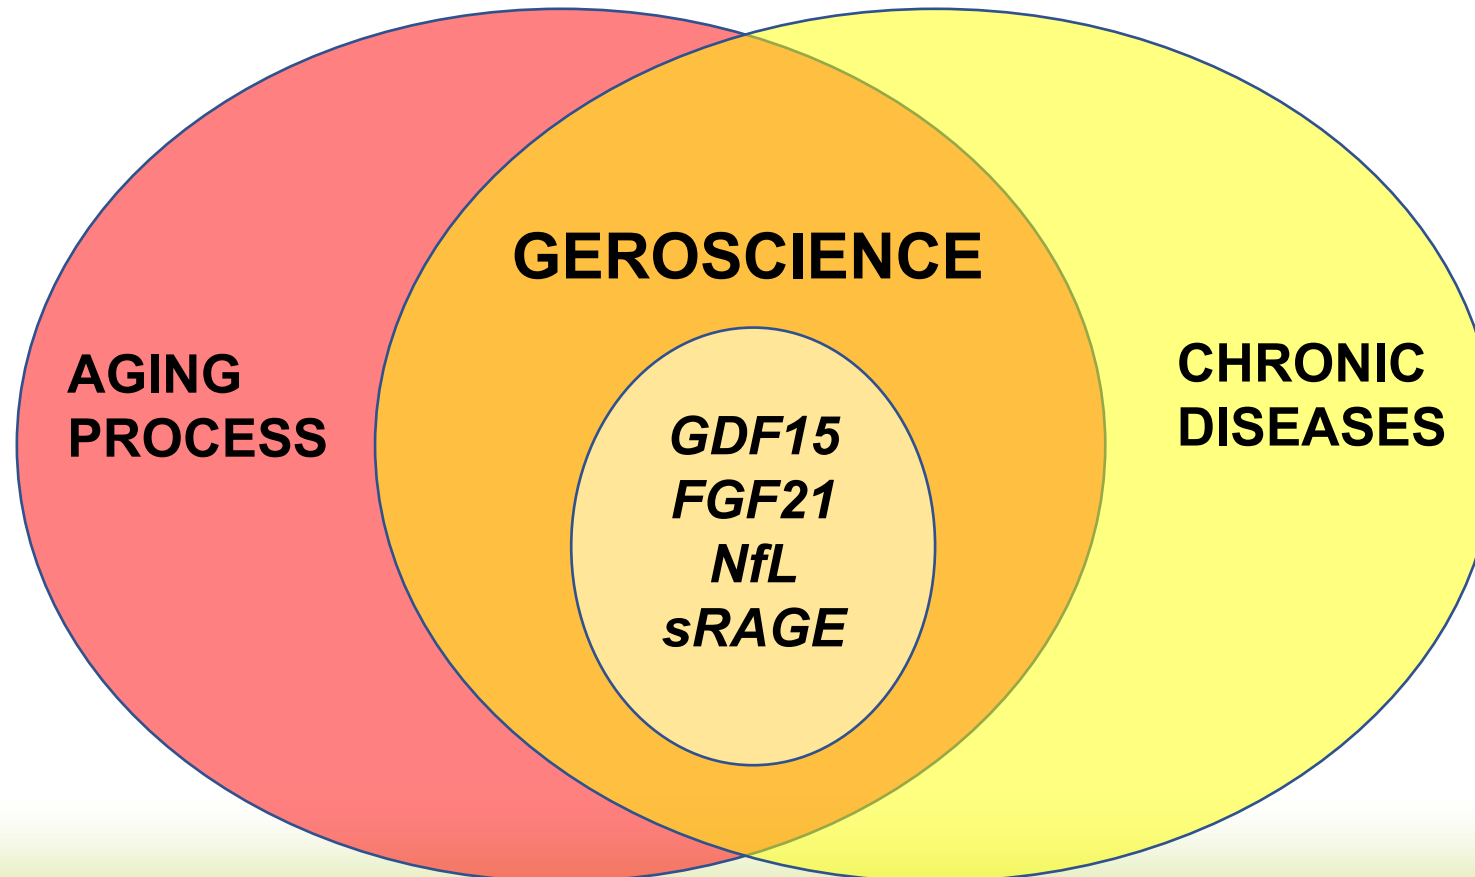 GEROSCIENCE
AGING
PROCESS
CHRONIC
DISEASES
GDF15
FGF21
NfL
sRAGE